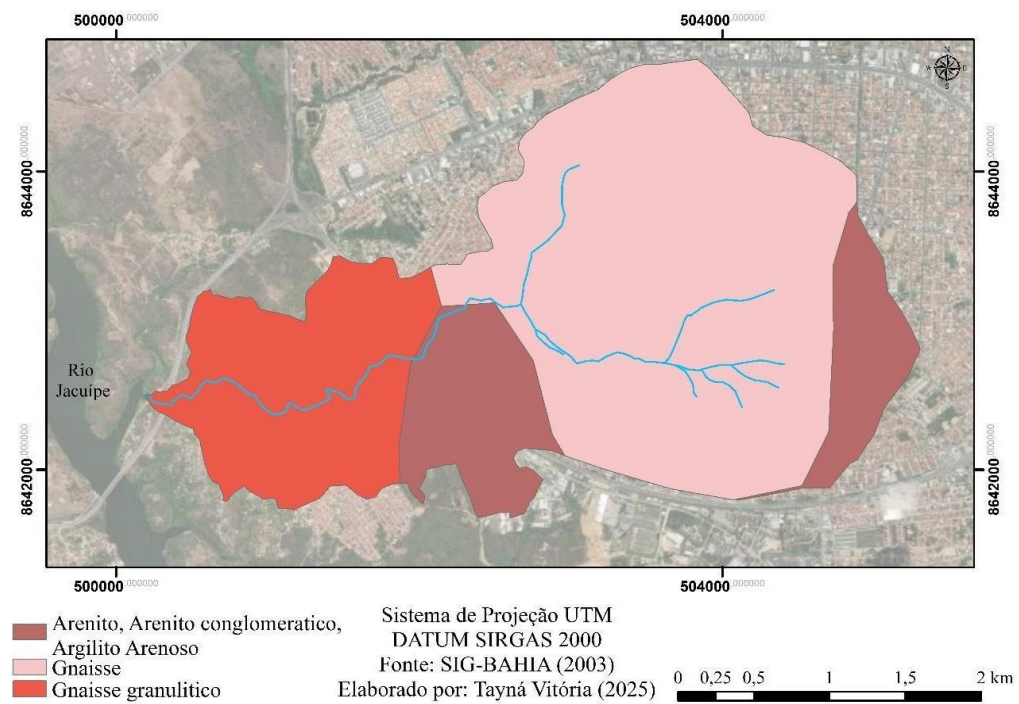 500000,000000
504000,000000
N
W
E
S
8644000,000000
8644000,000000
Rio
Jacuípe
8642000,000000
8642000,000000
500000,000000
504000,000000
Arenito, Arenito conglomeratico,
Argilito Arenoso
Gnaisse
Gnaisse granulitico
Sistema de Projeção UTM
DATUM SIRGAS 2000
Fonte: SIG-BAHIA (2003)
Elaborado por: Tayná Vitória (2025)
0 0,25 0,5 1 1,5 2 km